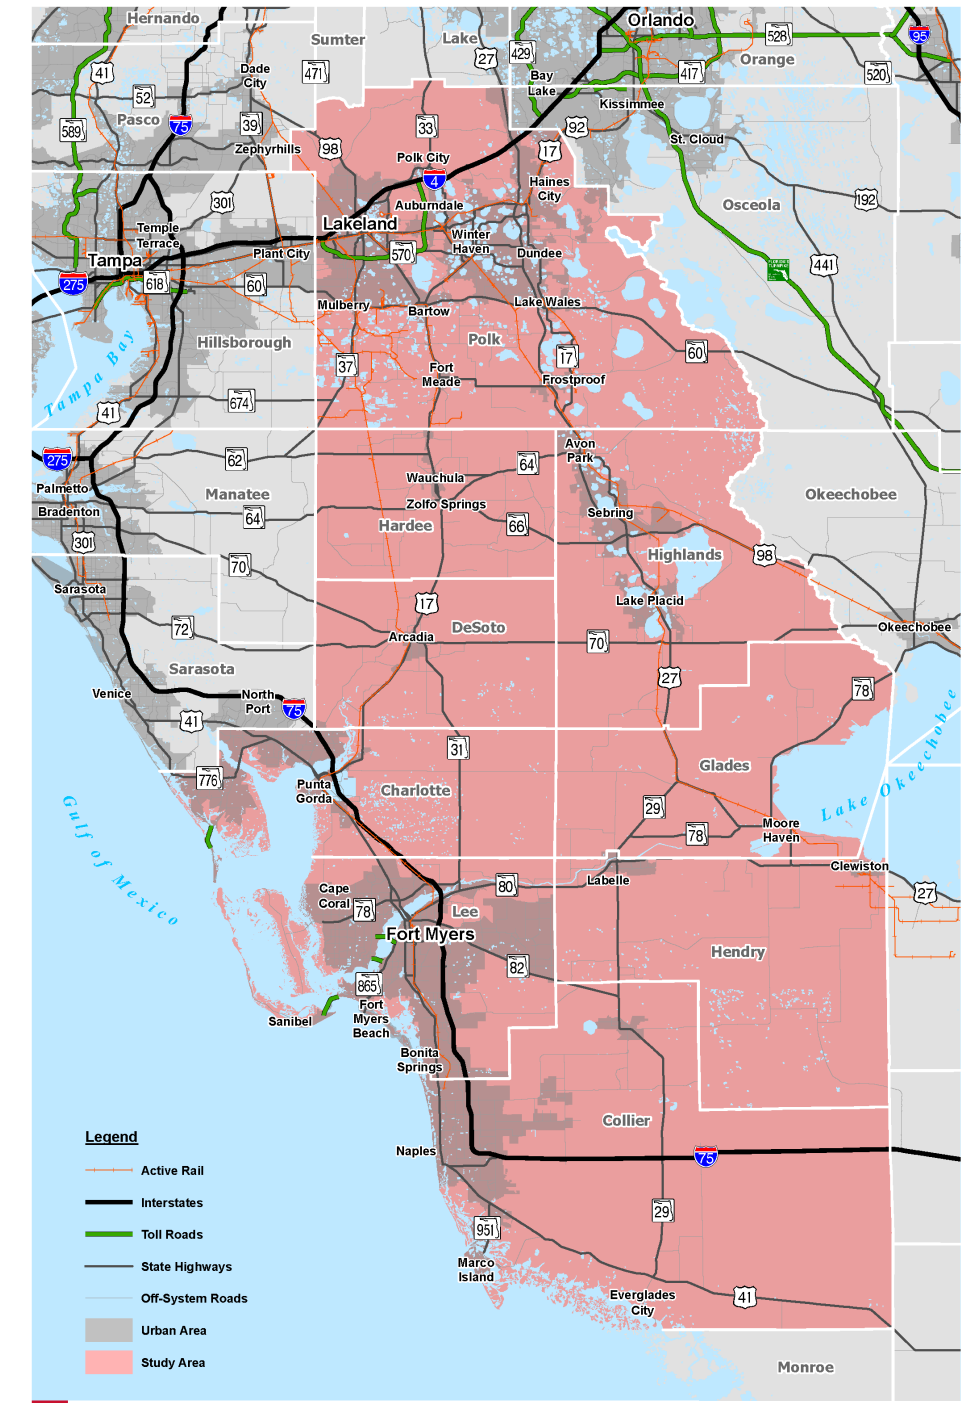 Hernando
Sumter
Lake
Orlando
Orange
27
429
528
95
41
471
Dade
City
Bay
Lake
417
520
52
Pasco
589
75
39
33
92
Kissimmee
St. Cloud
Zephyrhills
98
Polk City
17
4
Haines
City
192
301
Auburndale
Osceola
Temple
Terrace
Lakeland
Winter
Haven
Tampa
Plant City
570
Dundee
441
275
618
60
FLORIDA'S
TURNPIKE
Mulberry
Bartow
Lake Wales
Hillsborough
Polk
60
Tampa Bay
37
17
Fort
Meade
Frostproof
674
41
275
62
Avon
Park
64
Palmetto
Wauchula
Manatee
Okeechobee
Bradenton
64
Zolfo Springs
Sebring
Hardee
66
301
Highlands
98
70
Sarasota
17
Lake Placid
72
DeSoto
Okeechobee
Arcadia
70
Sarasota
27
78
Venice
North
Port
75
41
31
Glades
776
Punta
Gorda
Charlotte
Lake Okeechobee
29
Gulf of Mexico
78
Moore
Haven
Clewiston
80
Labelle
27
Cape
Coral
78
Lee
Fort Myers
Hendry
82
865
Fort
Myers
Beach
Sanibel
Bonita
Springs
Collier
Legend
Naples
75
Active Rail
Interstates
29
Toll Roads
951
State Highways
Marco
Island
Off-System Roads
Everglades
City
41
Urban Area
Study Area
Monroe